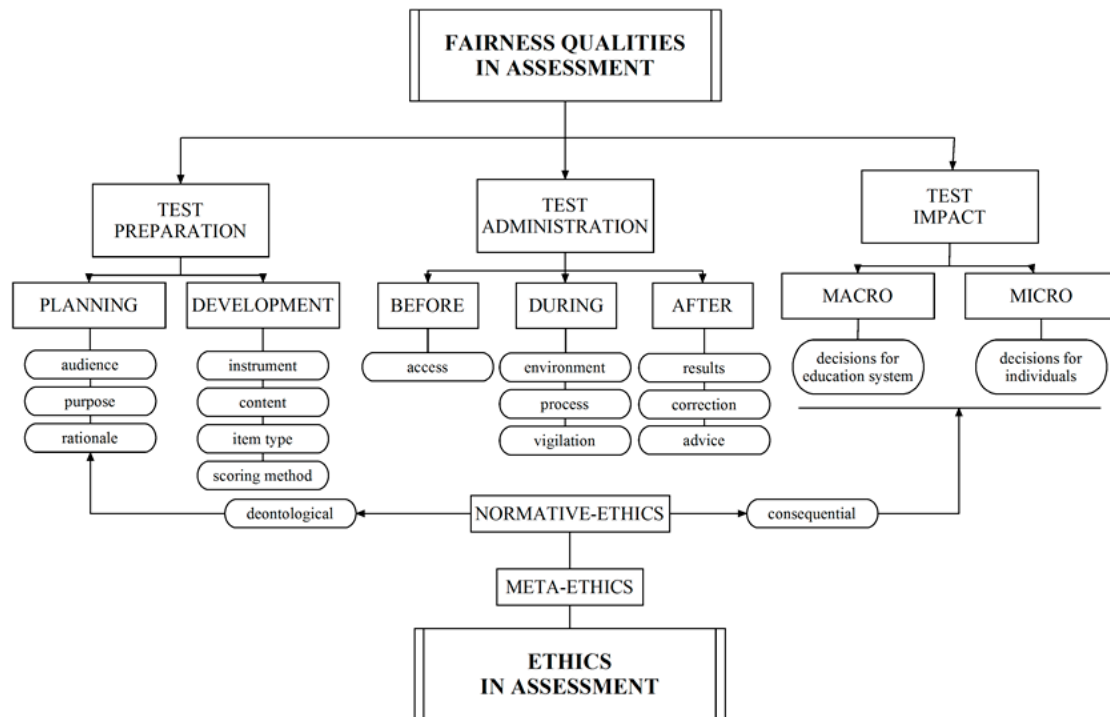 FAIRNESS QUALITIES
IN ASSESSMENT
TEST
PREPARATION
TEST
ADMINISTRATION
TEST
IMPACT
PLANNING
DEVELOPMENT
BEFORE
DURING
AFTER
MACRO
MICRO
audience
purpose
rationale
instrument
content
item type
scoring method
access
environment
process
vigilation
results
correction
advice
decisions for
education system
decisions for
individuals
deontological
NORMATIVE-ETHICS
consequential
META-ETHICS
ETHICS
IN ASSESSMENT